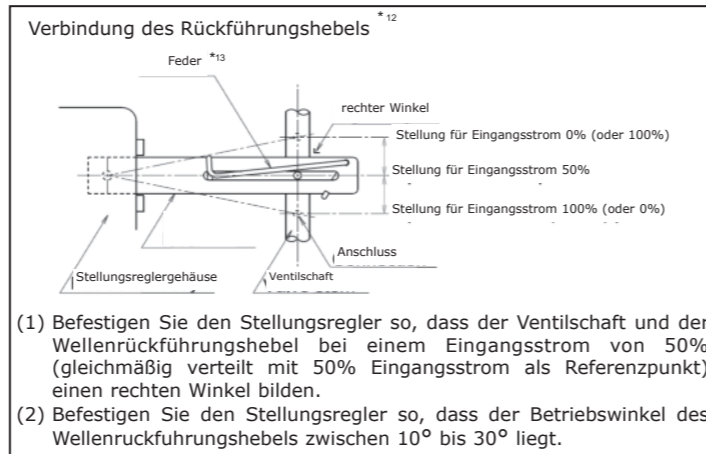 Verbindung des Rückführungshebels *12
Feder *13
rechter Winkel
Stellung für Eingangsstrom 0% (oder 100%)
Stellung für Eingangsstrom 50%
Stellung für Eingangsstrom 100% (oder 0%)
Anschluss
Stellungsreglergehäuse
Ventilschaft
(1) Befestigen Sie den Stellungsregler so, dass der Ventilschaft und der
Wellenrückführungshebel bei einem Eingangsstrom von 50%
(gleichmäßig verteilt mit 50% Eingangsstrom als Referenzpunkt)
einen rechten Winkel bilden.
(2) Befestigen Sie den Stellungsregler so, dass der Betriebswinkel des
Wellenruckfuhrungshebels zwischen 10° bis 30° liegt.